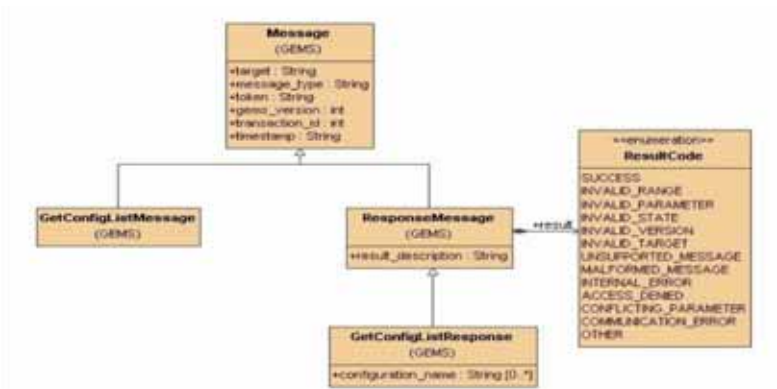 Message
(GEMS)
+target : String
+message_type : String
+token : String
+gems_version : int
+transaction_id : int
+timestamp : String
GetConfigListMessage
(GEMS)
ResponseMessage
(GEMS)
+result_description : String
+result
<<enumeration>>
ResultCode
SUCCESS
INVALID_RANGE
INVALID_PARAMETER
INVALID_STATE
INVALID_VERSION
INVALID_TARGET
UNSUPPORTED_MESSAGE
MALFORMED_MESSAGE
INTERNAL_ERROR
ACCESS_DENIED
CONFLICTING_PARAMETER
COMMUNICATION_ERROR
OTHER
GetConfigListResponse
(GEMS)
+configuration_name : String [0..*]